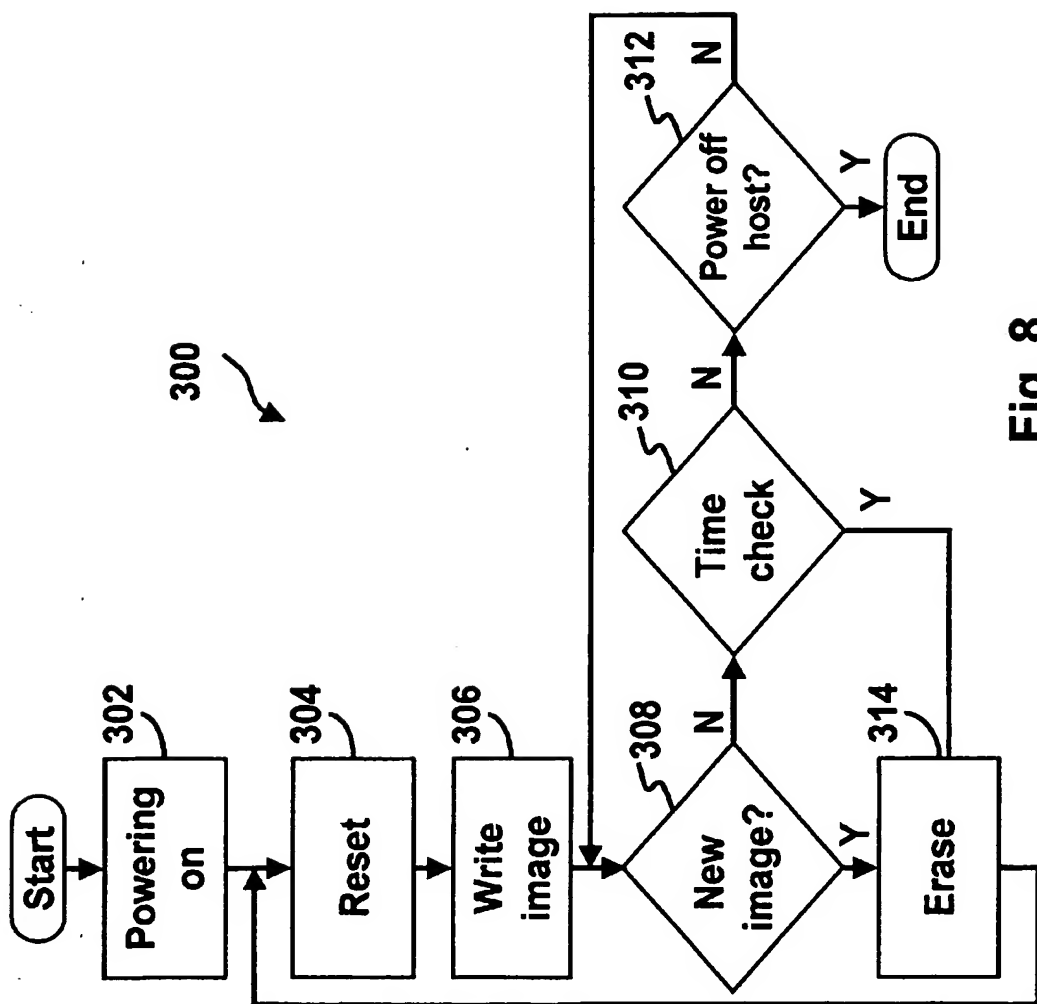 300
Start
302
Powering
on
304
Reset
306
Write
image
308
New
image?
N
Y
310
Time
check
N
Y
312
Power off
host?
N
Y
End
314
Erase
Fig. 8